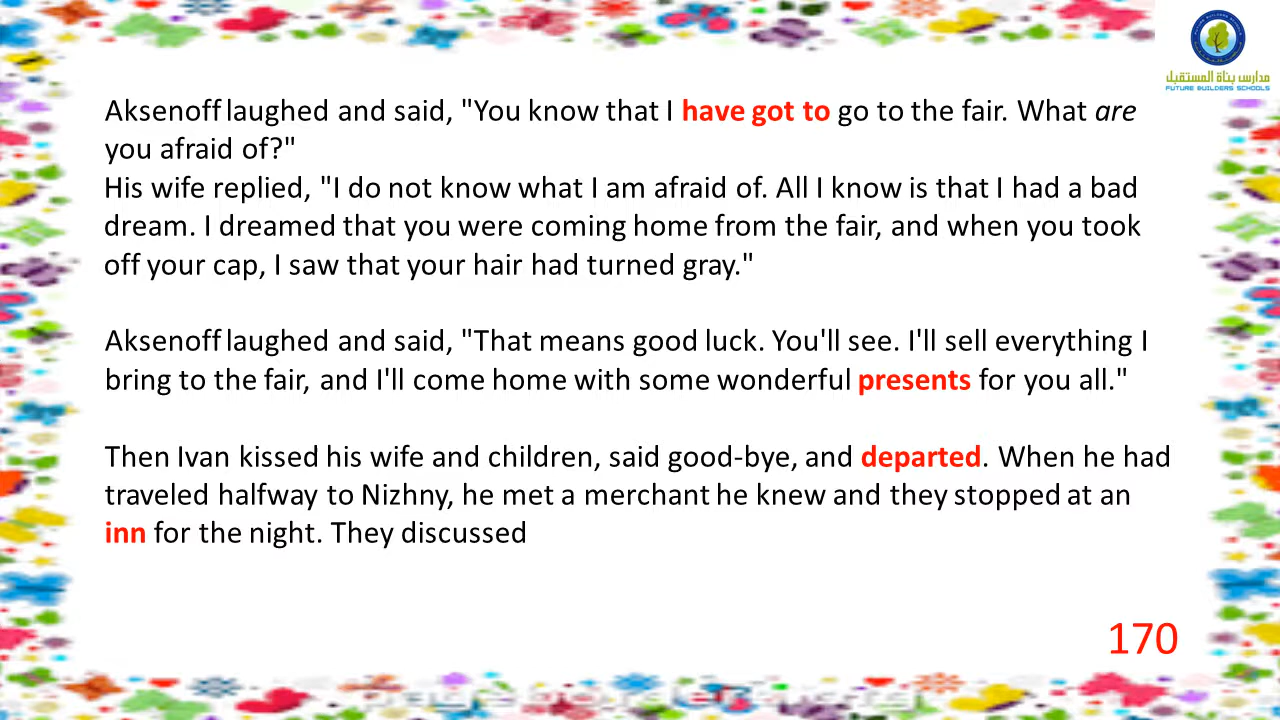 مدارس بناة المستقبل
FUTURE BUILDERS SCHOOLS
Aksenoff laughed and said, "You know that I have got to go to the fair. What are
you afraid of?"
His wife replied, "I do not know what I am afraid of. All I know is that I had a bad
dream. I dreamed that you were coming home from the fair, and when you took
off your cap, I saw that your hair had turned gray."
Aksenoff laughed and said, "That means good luck. You'll see. I'll sell everything I
bring to the fair, and I'll come home with some wonderful presents for you all."
Then Ivan kissed his wife and children, said good-bye, and departed. When he had
traveled halfway to Nizhny, he met a merchant he knew and they stopped at an
inn for the night. They discussed
170